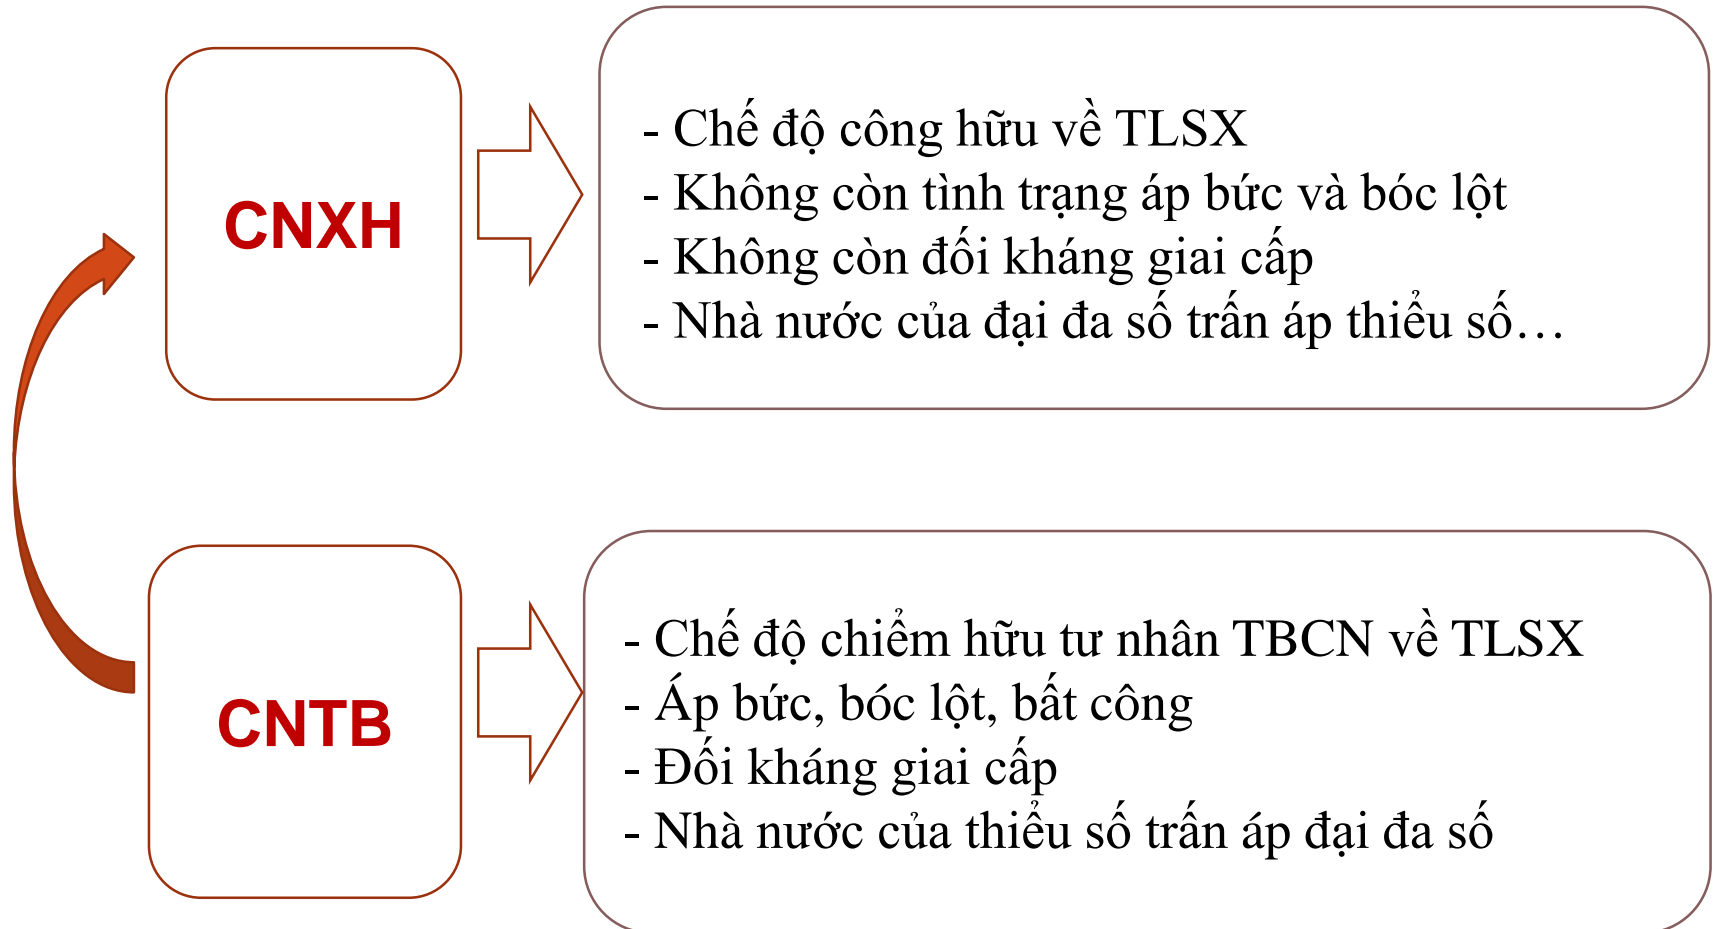 CNXH
- Chế độ công hữu về TLSX
- Không còn tình trạng áp bức và bóc lột
- Không còn đối kháng giai cấp
- Nhà nước của đại đa số trấn áp thiểu số…
CNTB
- Chế độ chiểm hữu tư nhân TBCN về TLSX
- Áp bức, bóc lột, bất công
- Đối kháng giai cấp
- Nhà nước của thiểu số trấn áp đại đa số